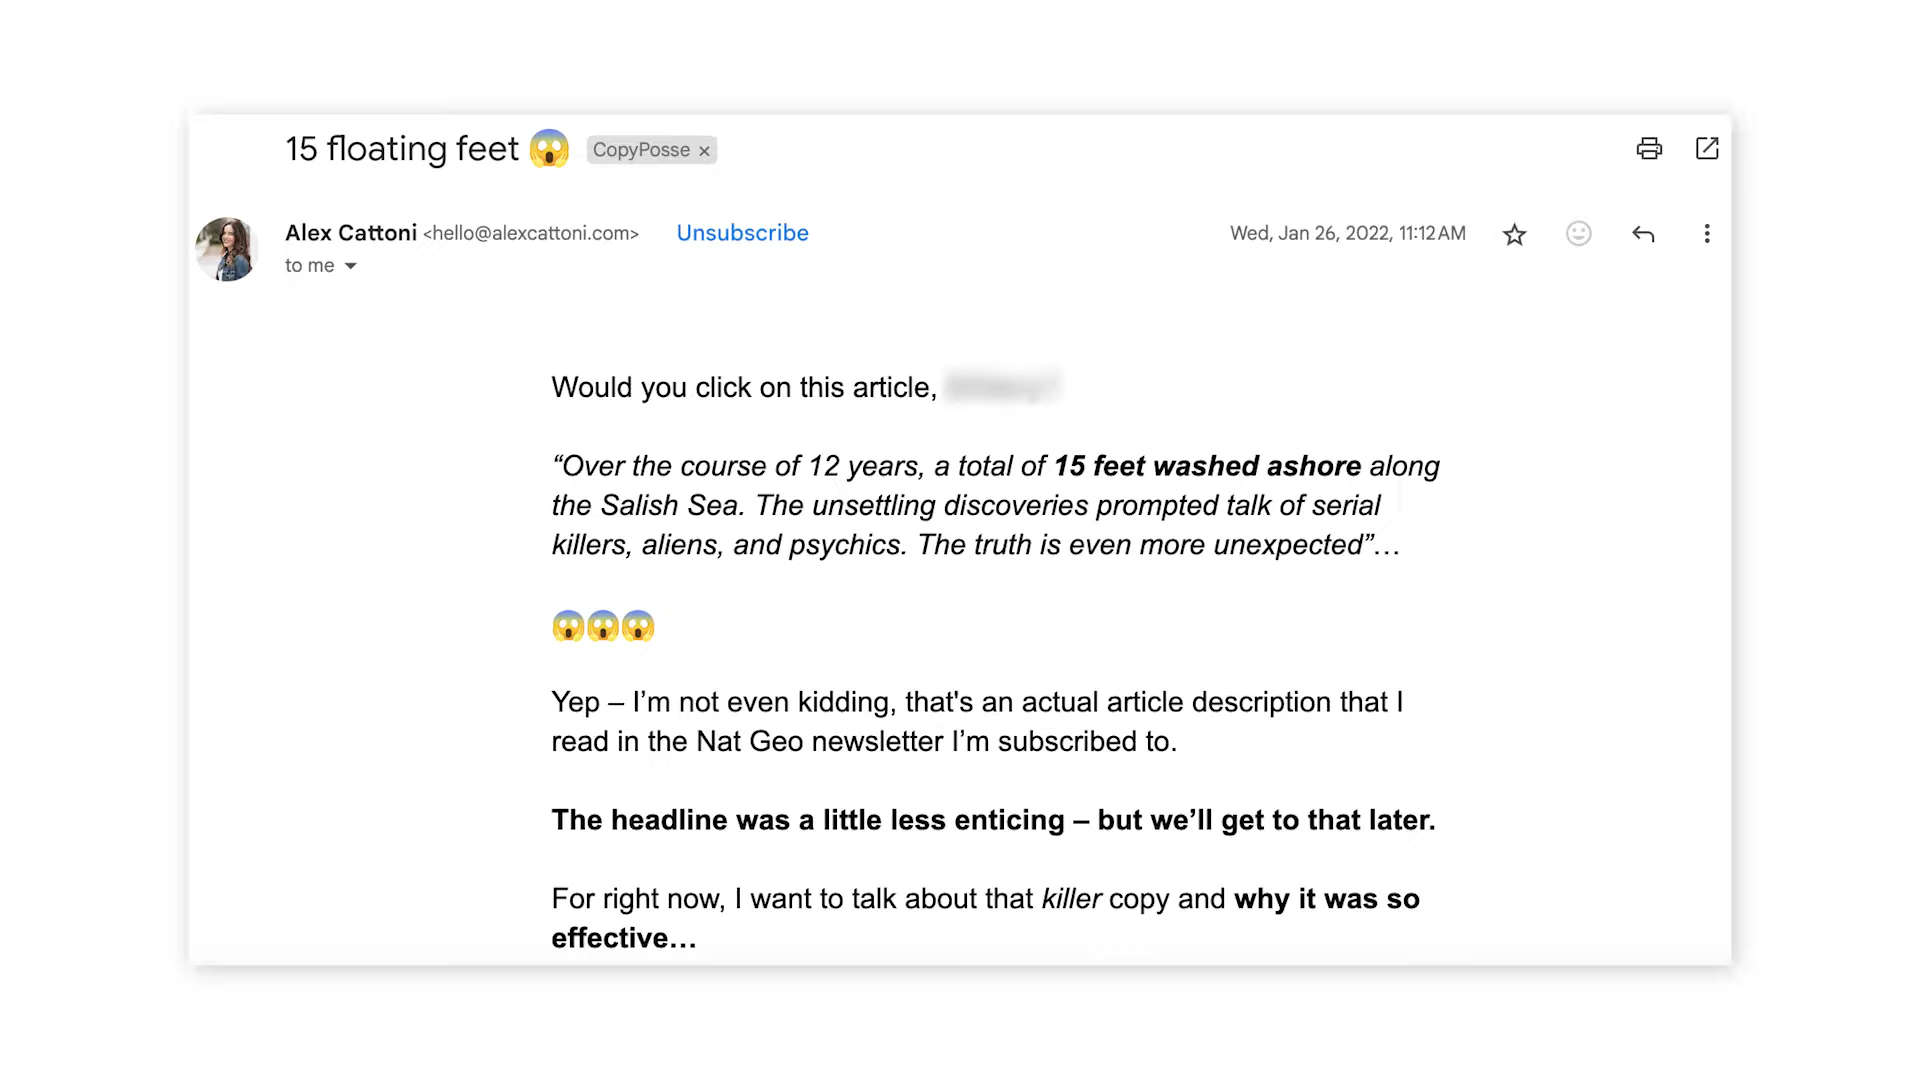 15 floating feet 😱 CopyPosse ×
Alex Cattoni <hello@alexcattoni.com> Unsubscribe Wed, Jan 26, 2022, 11:12 AM
to me
Would you click on this article,
“Over the course of 12 years, a total of 15 feet washed ashore along
the Salish Sea. The unsettling discoveries prompted talk of serial
killers, aliens, and psychics. The truth is even more unexpected”…
😱😱😱
Yep – I’m not even kidding, that's an actual article description that I
read in the Nat Geo newsletter I’m subscribed to.
The headline was a little less enticing – but we’ll get to that later.
For right now, I want to talk about that killer copy and why it was so
effective…